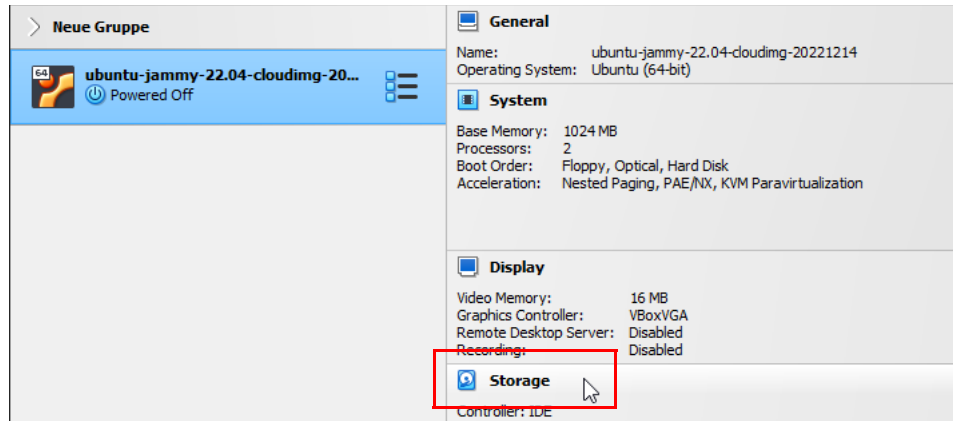 Neue Gruppe
64
ubuntu-jammy-22.04-cloudimg-20...
Powered Off
General
Name: ubuntu-jammy-22.04-cloudimg-20221214
Operating System: Ubuntu (64-bit)
System
Base Memory: 1024 MB
Processors: 2
Boot Order: Floppy, Optical, Hard Disk
Acceleration: Nested Paging, PAE/NX, KVM Paravirtualization
Display
Video Memory: 16 MB
Graphics Controller: VBoxVGA
Remote Desktop Server: Disabled
Recording: Disabled
Storage
Controller: IDE